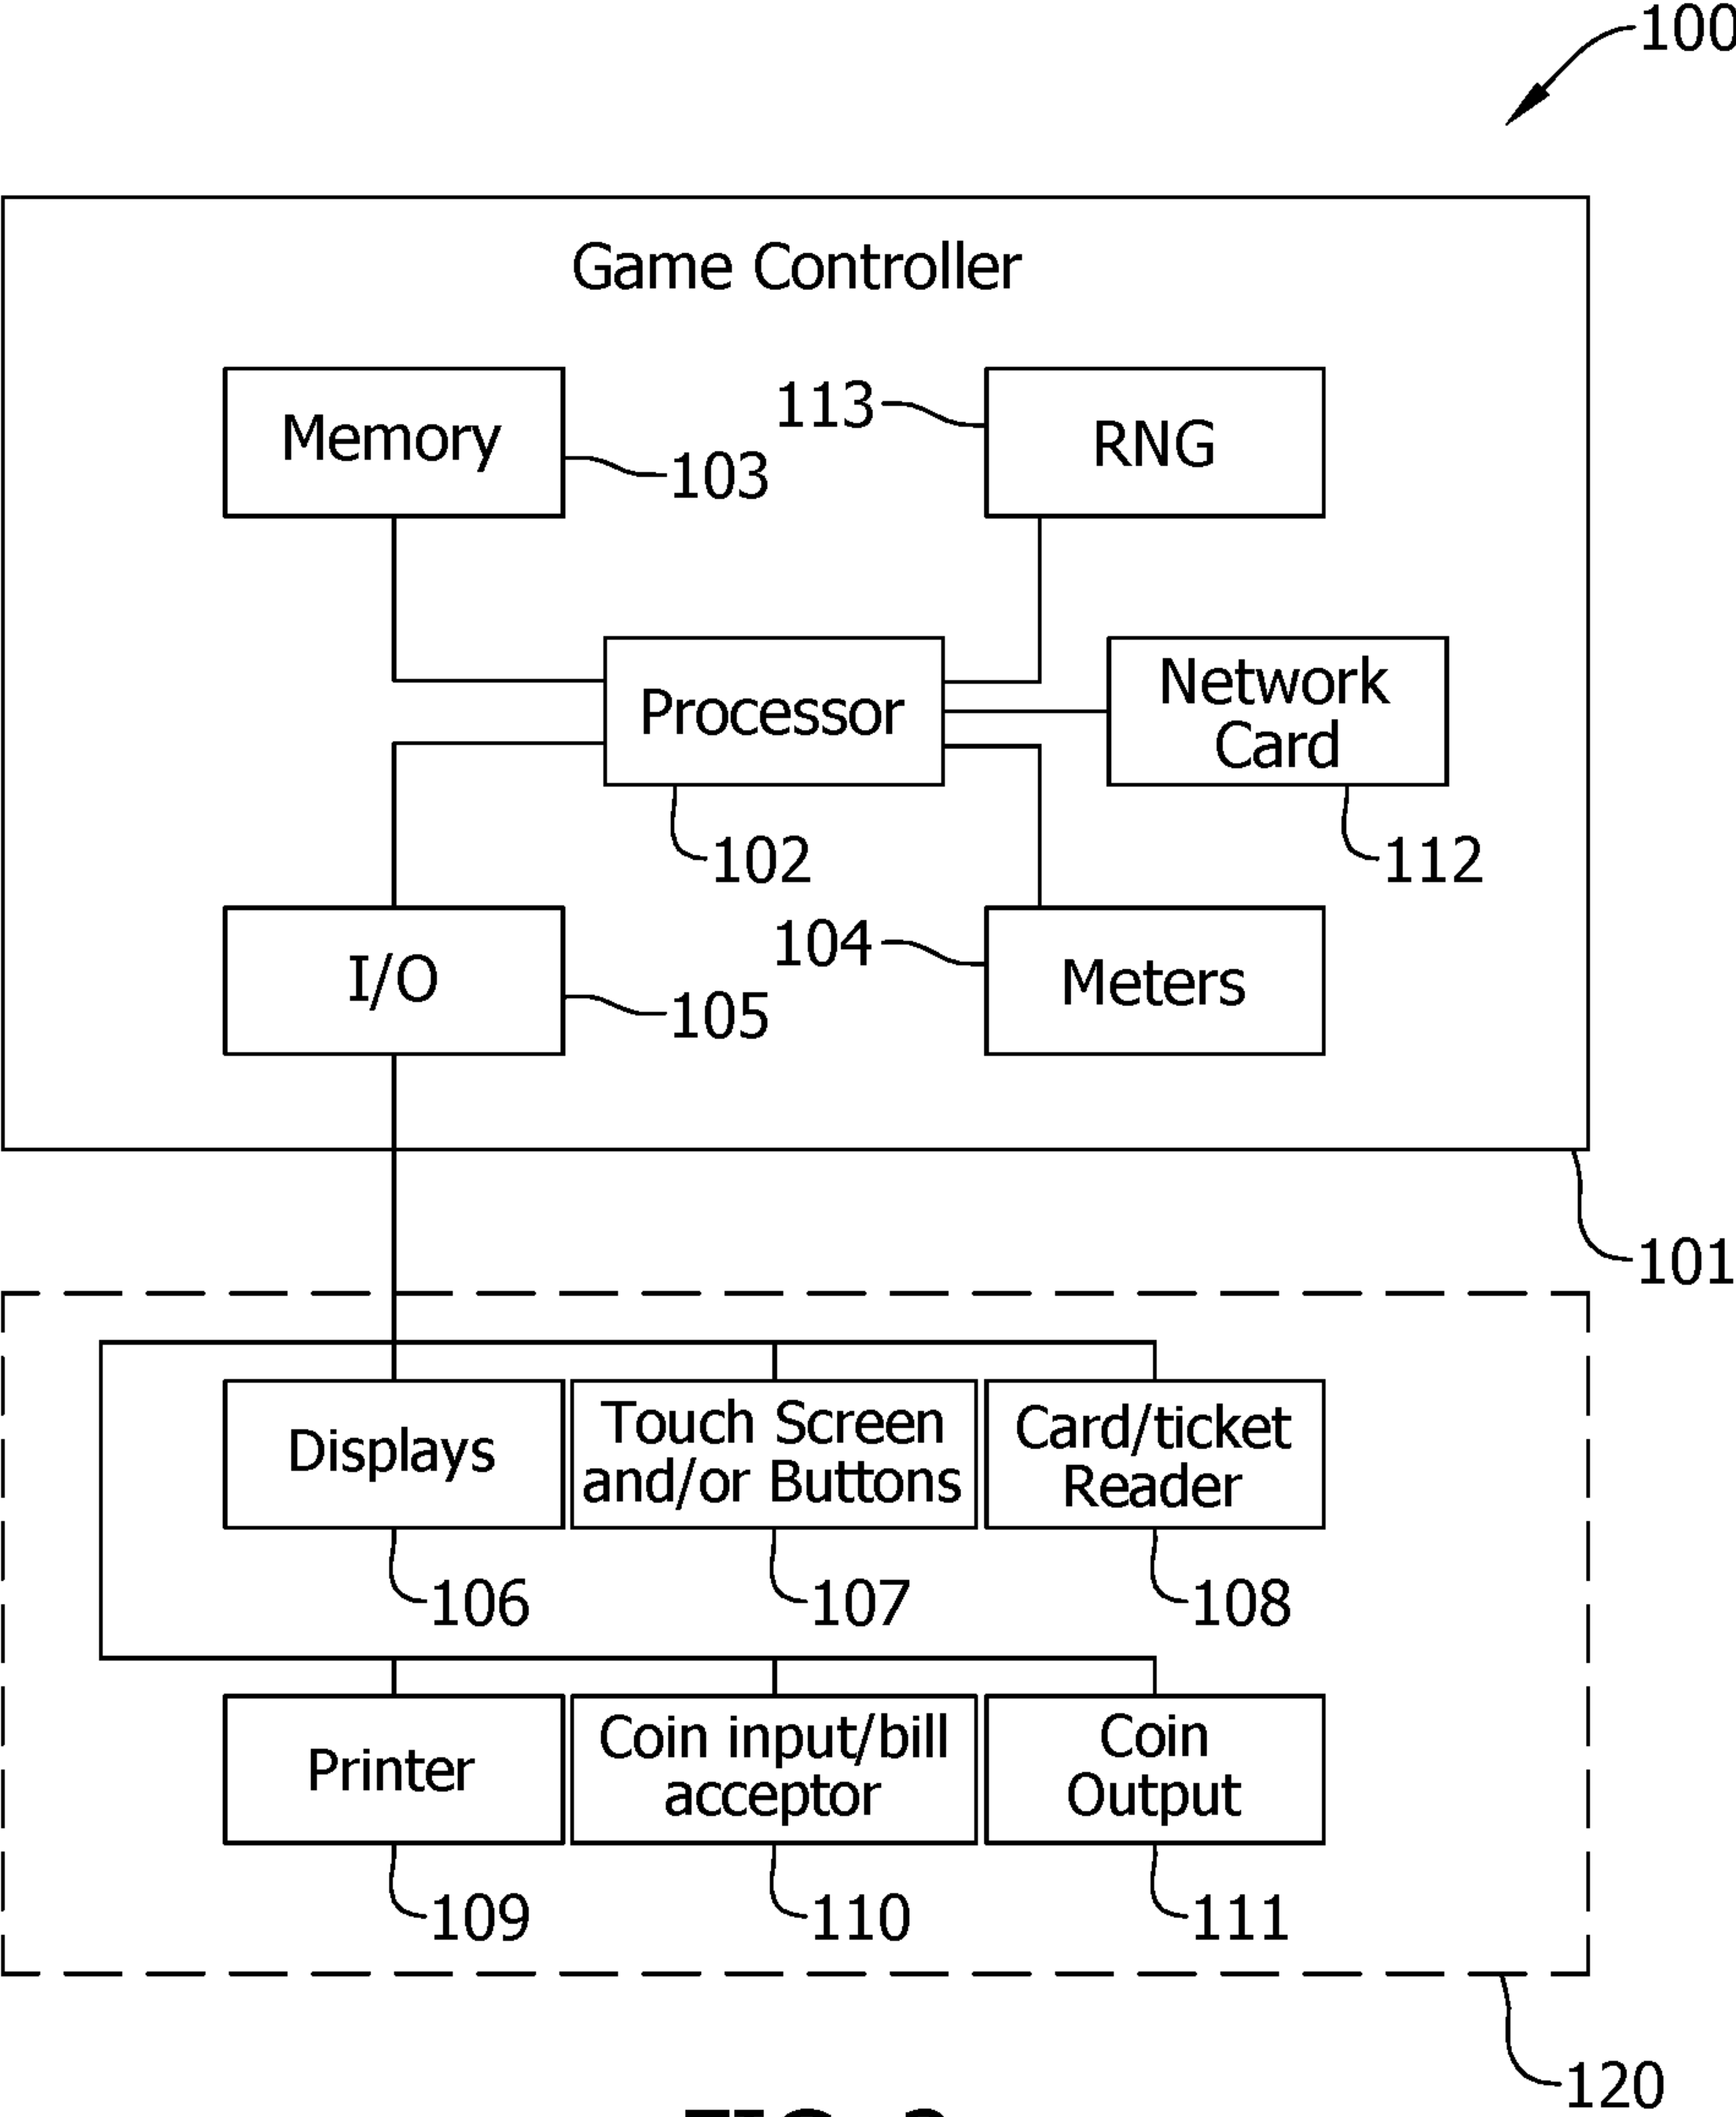 100
Game Controller
Memory
103
113
RNG
Processor
102
Network
Card
112
I/O
105
104
Meters
101
Displays
106
Touch Screen
and/or Buttons
107
Card/ticket
Reader
108
Printer
109
Coin input/bill
acceptor
110
Coin
Output
111
120